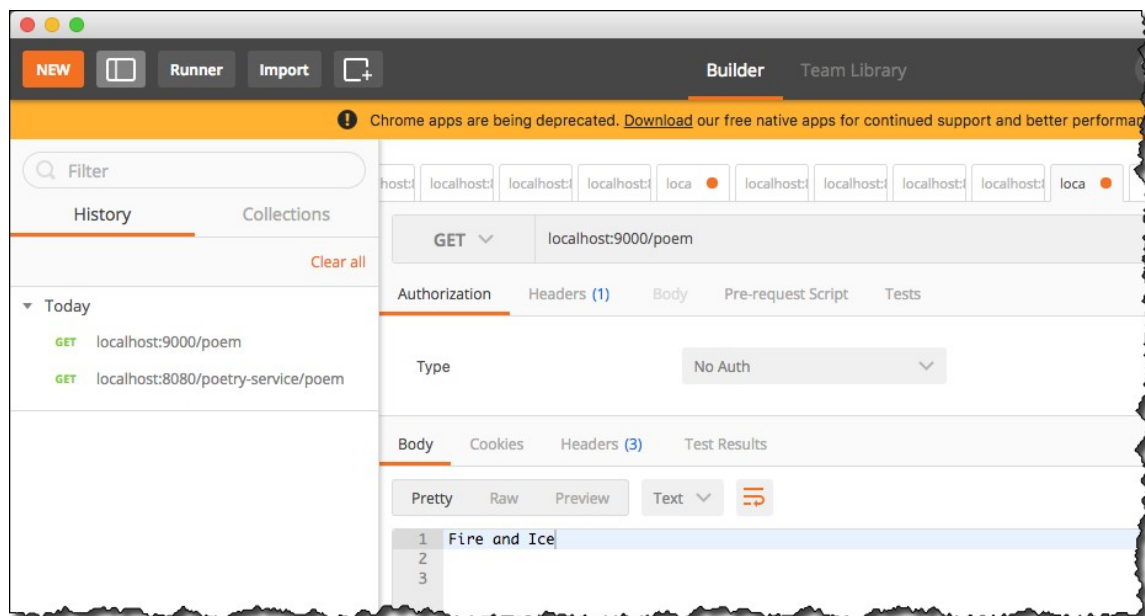 NEW Runner Import Builder Team Library
Chrome apps are being deprecated. Download our free native apps for continued support and better
Filter
host: localhost: localhost: localhost: loca localhost: localhost: localhost: localhost: loca
History Collections
GET localhost:9000/poem
Clear all
Authorization Headers (1) Body Pre-request Script Tests
Today
GET localhost:9000/poem
GET localhost:8080/poetry-service/poem
Type No Auth
Body Cookies Headers (3) Test Results
Pretty Raw Preview Text
1 Fire and Ice
2
3